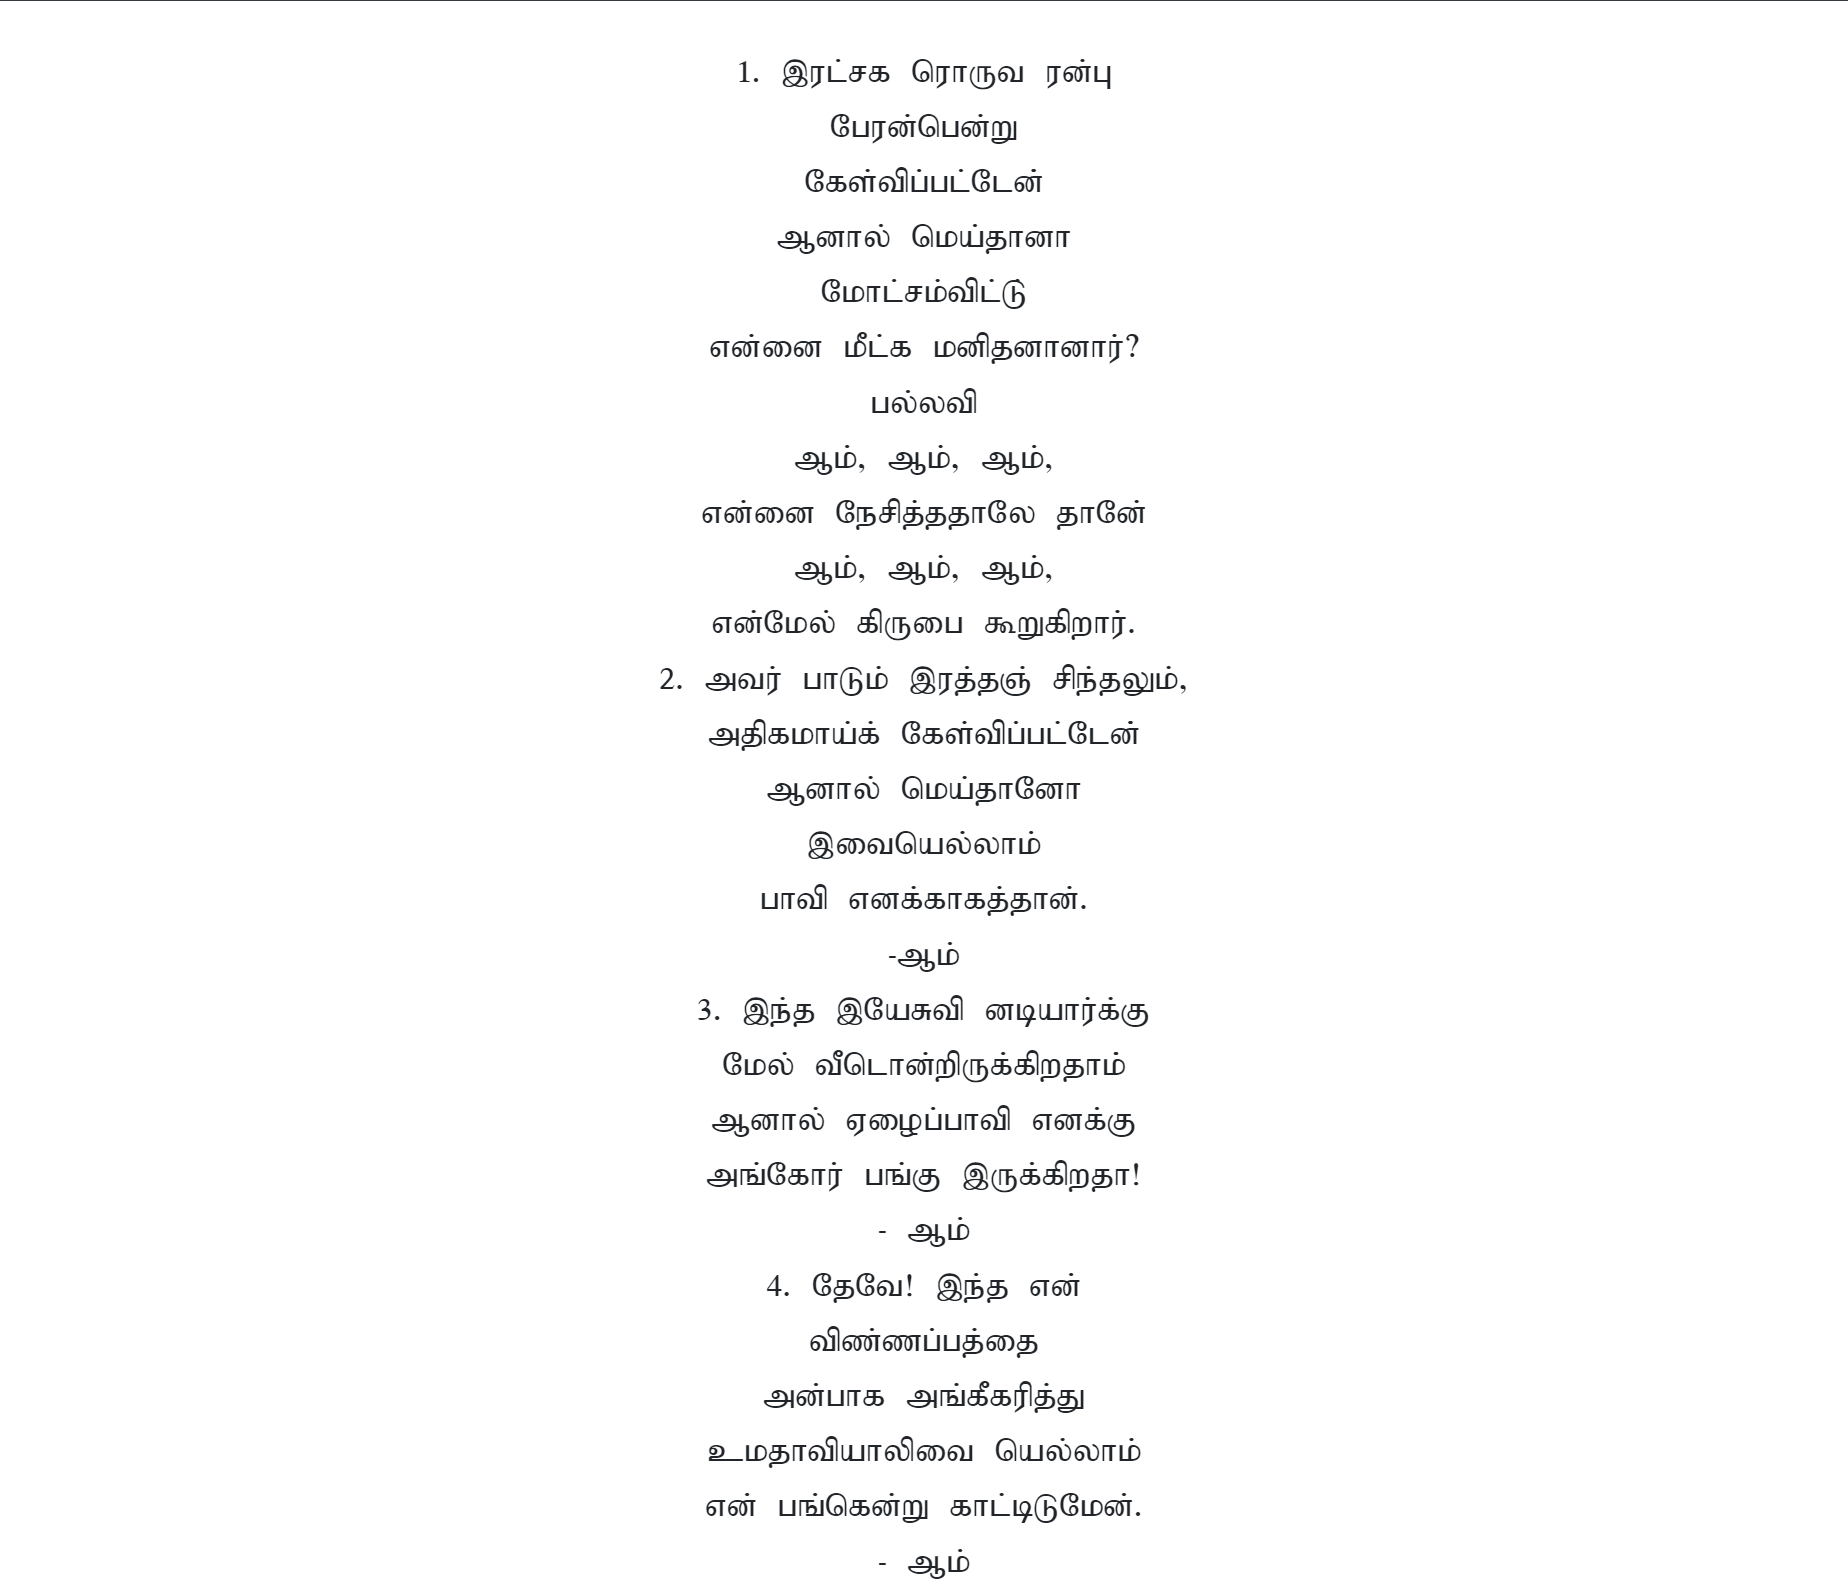 1. இரட்சக ரொருவ ரன்பு
பேரன்பென்று
கேள்விப்பட்டேன்
ஆனால் மெய்தானா
மோட்சம்விட்டு
என்னை மீட்க மனிதனானார்?
பல்லவி
ஆம், ஆம், ஆம்,
என்னை நேசித்ததாலே தானே்
ஆம், ஆம், ஆம்,
என்மேல் கிருபை கூறுகிறார்.
2. அவர் பாடும் இரத்தஞ் சிந்தலும்,
அதிகமாய்க் கேள்விப்பட்டேன்
ஆனால் மெய்தானோ
இவையெல்லாம்
பாவி எனக்காகத்தான்.
-ஆம்
3. இந்த இயேசுவி னடியார்க்கு
மேல் வீடொன்றிருக்கிறதாம்
ஆனால் ஏழைப்பாவி எனக்கு
அங்கோர் பங்கு இருக்கிறதா!
- ஆம்
4. தேவே! இந்த என்
விண்ணப்பத்தை
அன்பாக அங்கீகரித்து
உமதாவியாலிவை யெல்லாம்
என் பங்கென்று காட்டிடுமேன்.
- ஆம்